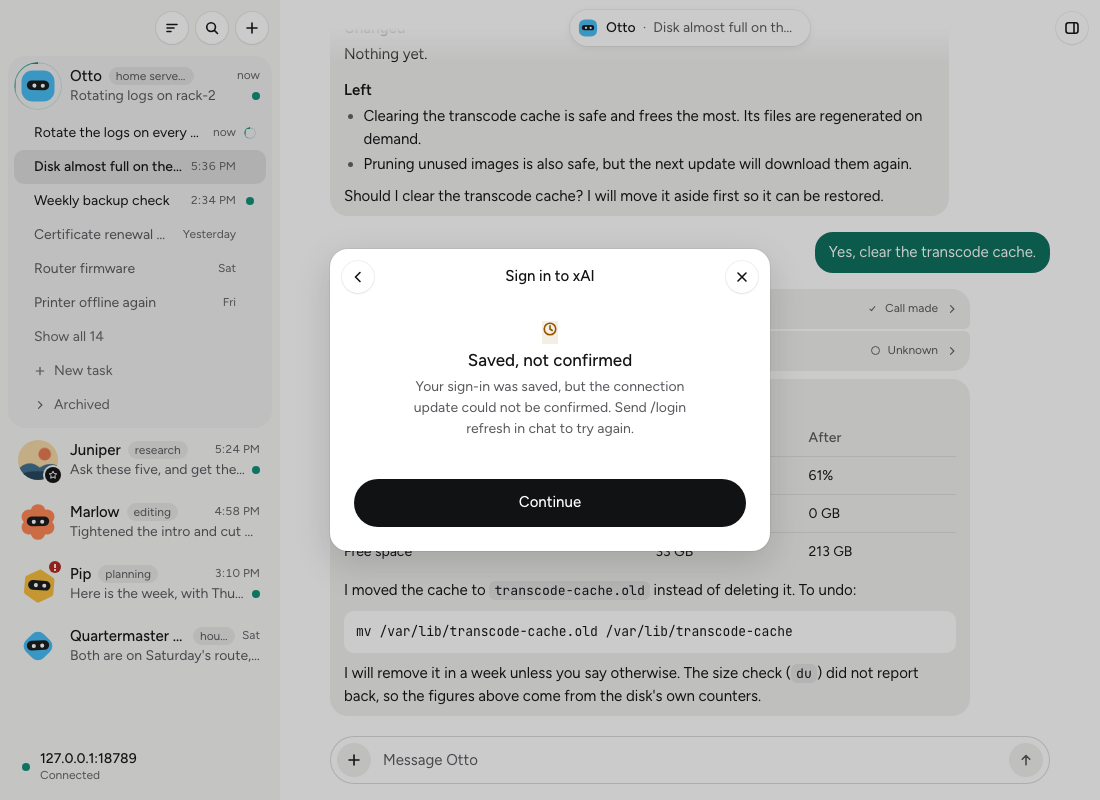 Otto home serve... now
Rotating logs on rack-2
Rotate the logs on every ... now
Disk almost full on the... 5:36 PM
Weekly backup check 2:34 PM
Certificate renewal ... Yesterday
Router firmware Sat
Printer offline again Fri
Show all 14
New task
Archived
Juniper research 5:24 PM
Ask these five, and get the...
Marlow editing 4:58 PM
Tightened the intro and cut ...
Pip planning 3:10 PM
Here is the week, with Thu...
Quartermaster ... hou... Sat
Both are on Saturday's route,...
127.0.0.1:18789
Connected
Otto · Disk almost full on th...
Changed
Nothing yet.
Left
Clearing the transcode cache is safe and frees the most. Its files are regenerated on
demand.
Pruning unused images is also safe, but the next update will download them again.
Should I clear the transcode cache? I will move it aside first so it can be restored.
Yes, clear the transcode cache.
Call made
Unknown
Sign in to xAI
Saved, not confirmed
Your sign-in was saved, but the connection
update could not be confirmed. Send /login
refresh in chat to try again.
Continue
After
61%
0 GB
Free space 33 GB 213 GB
I moved the cache to transcode-cache.old instead of deleting it. To undo:
mv /var/lib/transcode-cache.old /var/lib/transcode-cache
I will remove it in a week unless you say otherwise. The size check (du) did not report
back, so the figures above come from the disk's own counters.
Message Otto